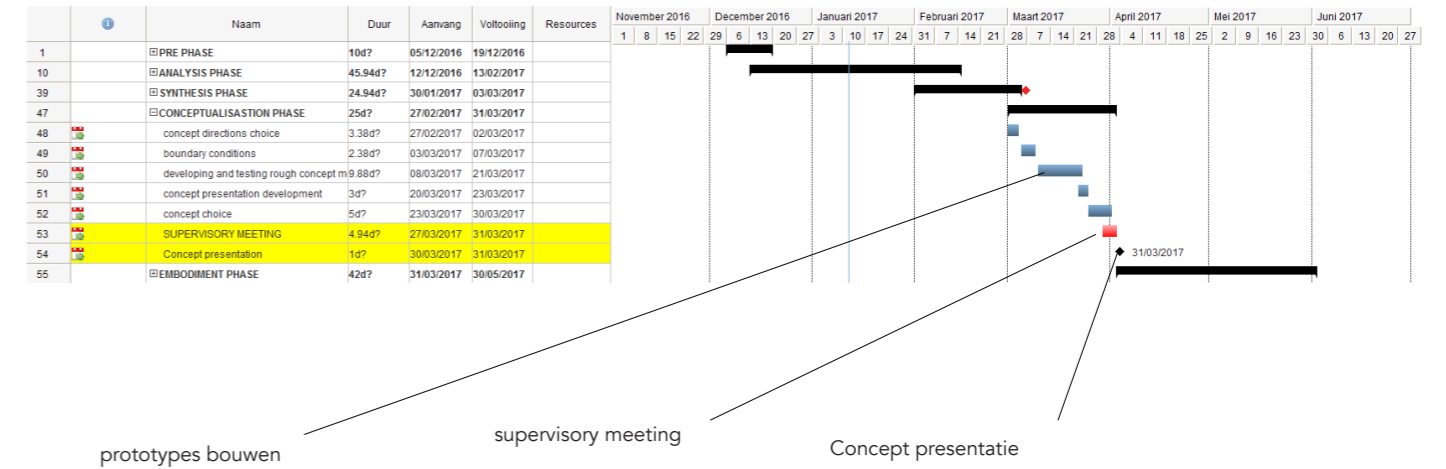 Naam Duur Aanvang Voltooiing Resources November 2016 December 2016 Januari 2017 Februari 2017 Maart 2017 April 2017 Mei 2017 Juni 2017
1 8 15 22 29 6 13 20 27 3 10 17 24 31 7 14 21 28 7 14 21 28 4 11 18 25 2 9 16 23 30 6 13 20 27
1 PRE PHASE 10d? 05/12/2016 19/12/2016
10 ANALYSIS PHASE 45.94d? 12/12/2016 13/02/2017
39 SYNTHESIS PHASE 24.94d? 30/01/2017 03/03/2017
47 CONCEPTUALISASTION PHASE 25d? 27/02/2017 31/03/2017
48 concept directions choice 3.38d? 27/02/2017 02/03/2017
49 boundary conditions 2.38d? 03/03/2017 07/03/2017
50 developing and testing rough concept m 9.88d? 08/03/2017 21/03/2017
51 concept presentation development 3d? 20/03/2017 23/03/2017
52 concept choice 5d? 23/03/2017 30/03/2017
53 SUPERVISORY MEETING 4.94d? 27/03/2017 31/03/2017
54 Concept presentation 1d? 30/03/2017 31/03/2017 31/03/2017
55 EMBODIMENT PHASE 42d? 31/03/2017 30/05/2017
prototypes bouwen
supervisory meeting
Concept presentatie